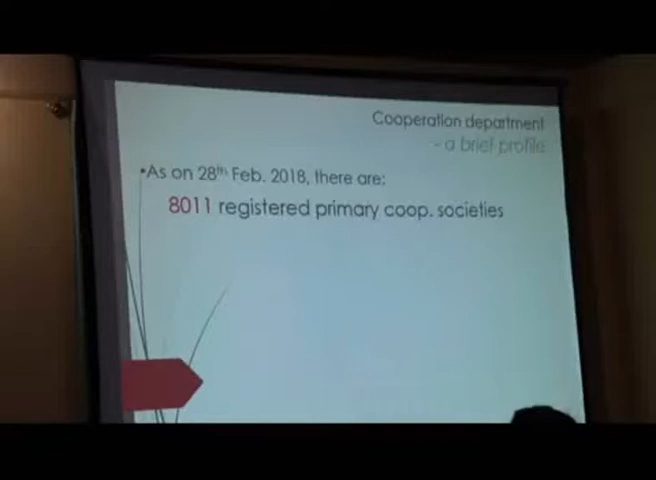 Cooperation department
- a brief profile
•As on 28th Feb. 2018, there are:
8011 registered primary coop. societies